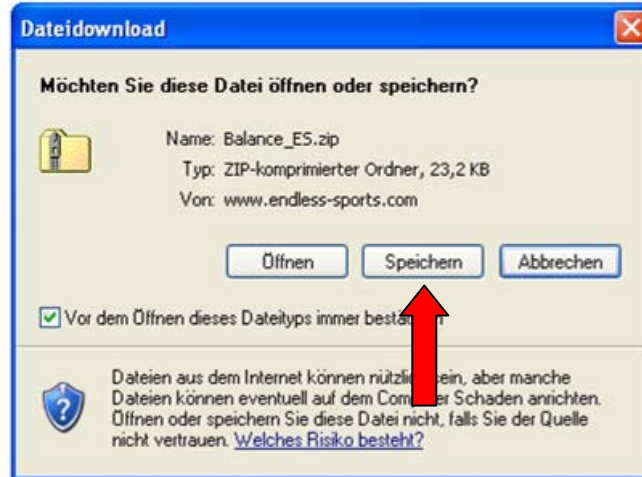 Dateidownload
Möchten Sie diese Datei öffnen oder speichern?
Name: Balance_ES.zip
Typ: ZIP-komprimierter Ordner, 23,2 KB
Von: www.endless-sports.com
Öffnen Speichern Abbrechen
Vor dem Öffnen dieses Dateityps immer
Dateien aus dem Internet können sein, aber manche
Dateien können eventuell auf dem Schaden anrichten.
Öffnen oder speichern Sie diese Datei nicht, falls Sie der Quelle
nicht vertrauen. Welches Risiko besteht?